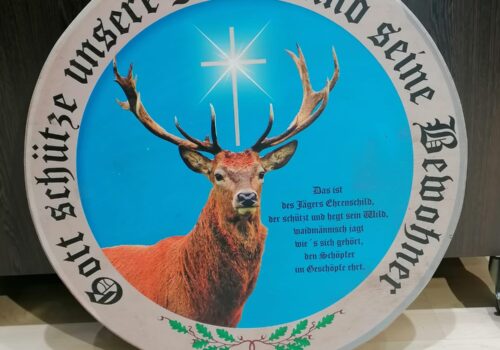 Gott schütze unsere und seine Bewohner
Das ist
des Jägers Ehrenschild,
der schützt und hegt sein Wild,
waidmännisch jagt
wie´s sich gehört,
den Schöpfer
im Geschöpfe ehrt.